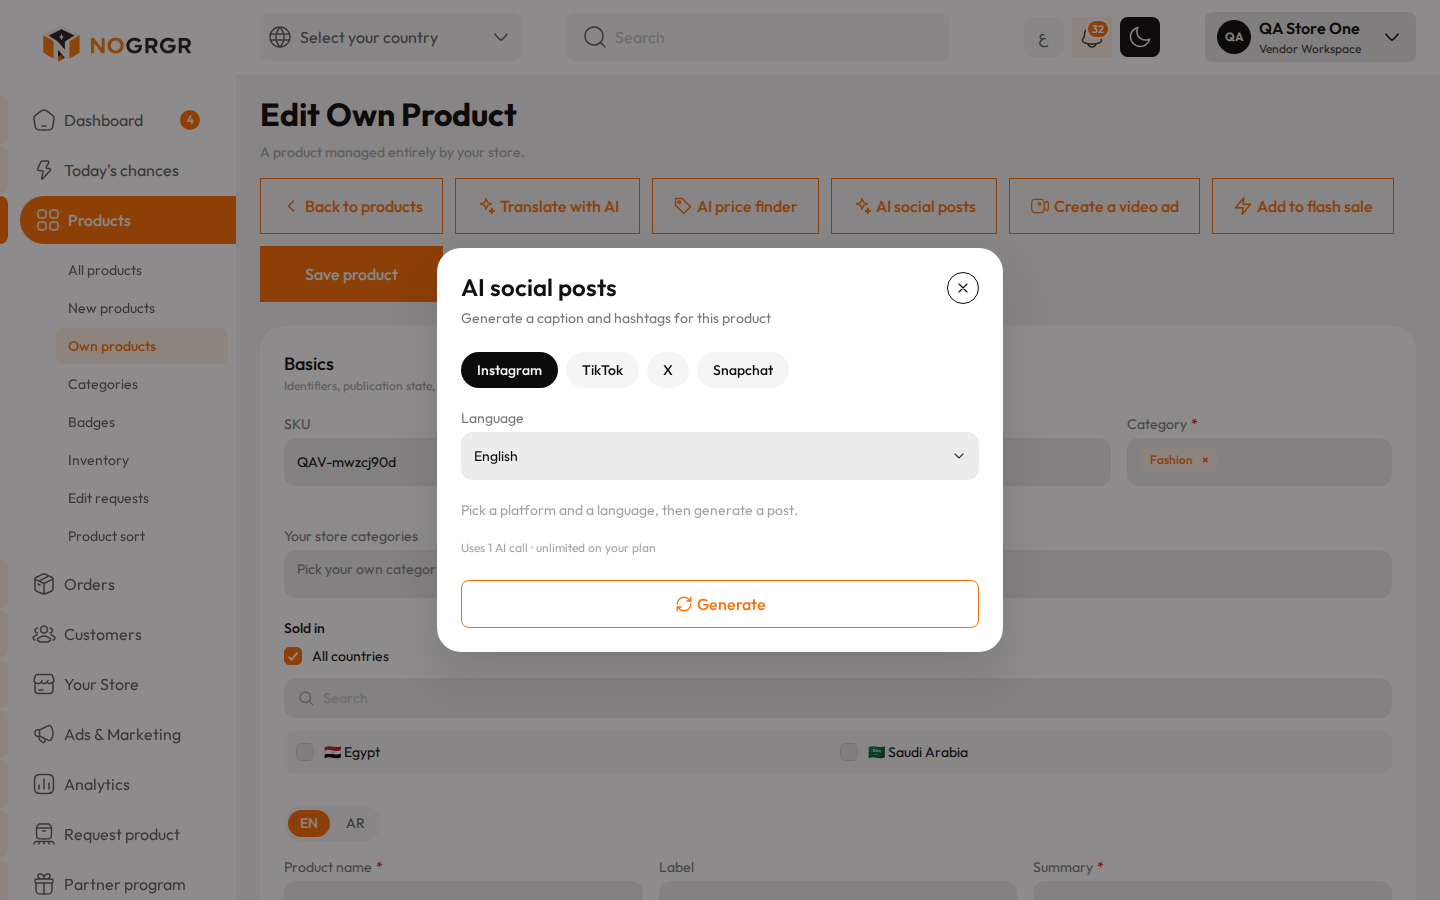 NOGRGR
Select your country
Search
ع
32
QA
QA Store One
Vendor Workspace
Dashboard
4
Today's chances
Products
All products
New products
Own products
Categories
Badges
Inventory
Edit requests
Product sort
Orders
Customers
Your Store
Ads & Marketing
Analytics
Request product
Partner program
Edit Own Product
A product managed entirely by your store.
Back to products
Translate with AI
AI price finder
AI social posts
Create a video ad
Add to flash sale
Save product
AI social posts
Generate a caption and hashtags for this product
Instagram
TikTok
X
Snapchat
Language
English
Pick a platform and a language, then generate a post.
Uses 1 AI call · unlimited on your plan
Generate
Basics
Identifiers, publication state,
SKU
QAV-mwzcj90d
Category *
Fashion ×
Your store categories
Pick your own categor
Sold in
All countries
Search
Egypt
Saudi Arabia
EN
AR
Product name *
Label
Summary *